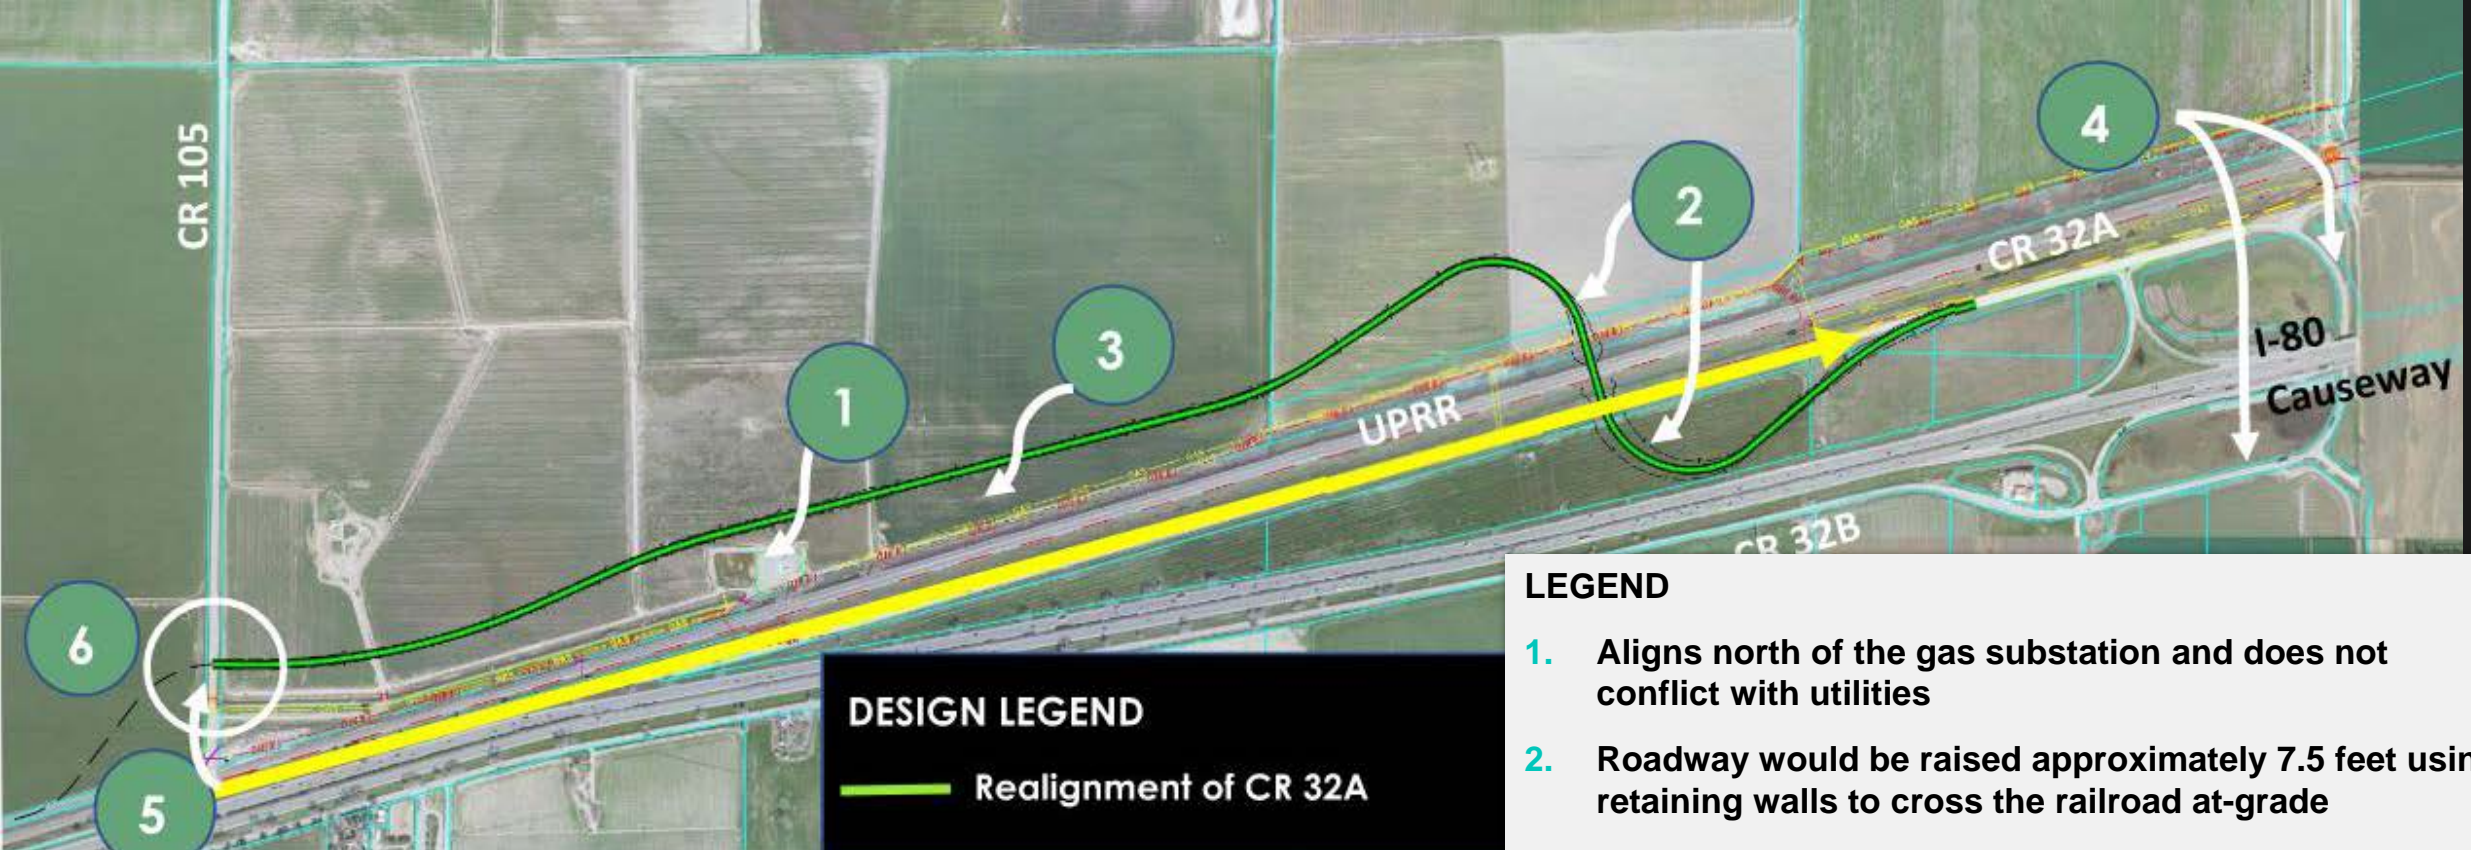 CR 105
4
2
CR 32A
3
I-80
Causeway
1
UPRR
CR 32B
6
5
DESIGN LEGEND
Realignment of CR 32A
LEGEND
1. Aligns north of the gas substation and does not
conflict with utilities
2. Roadway would be raised approximately 7.5 feet usin
retaining walls to cross the railroad at-grade